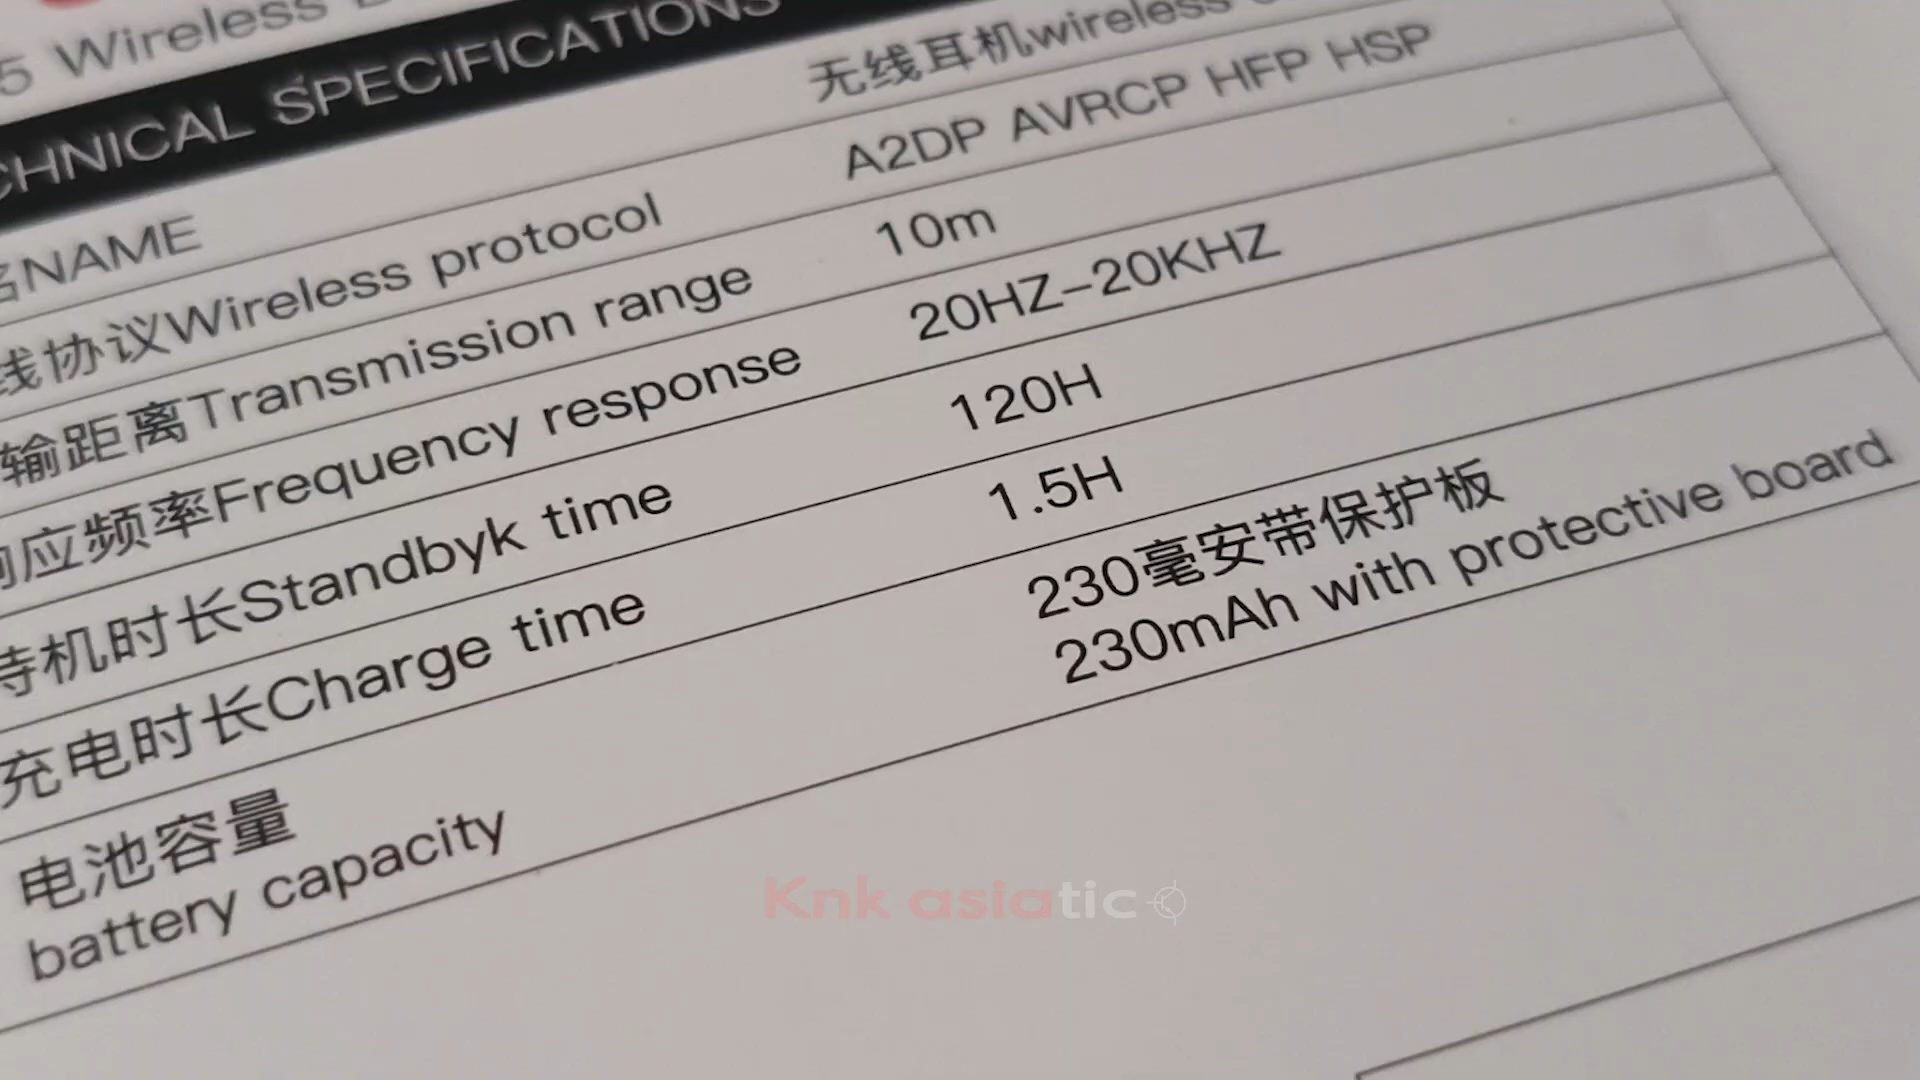 5 Wireless
CHNICAL SPECIFICATIONS
名NAME 无线耳机wireless
线协议Wireless protocol A2DP AVRCP HFP HSP
输距离Transmission range 10m
应频率Frequency response 20HZ-20KHZ
待机时长Standbyk time 120H
充电时长Charge time 1.5H
电池容量 230毫安带保护板
battery capacity 230mAh with protective board
Knk asiatic